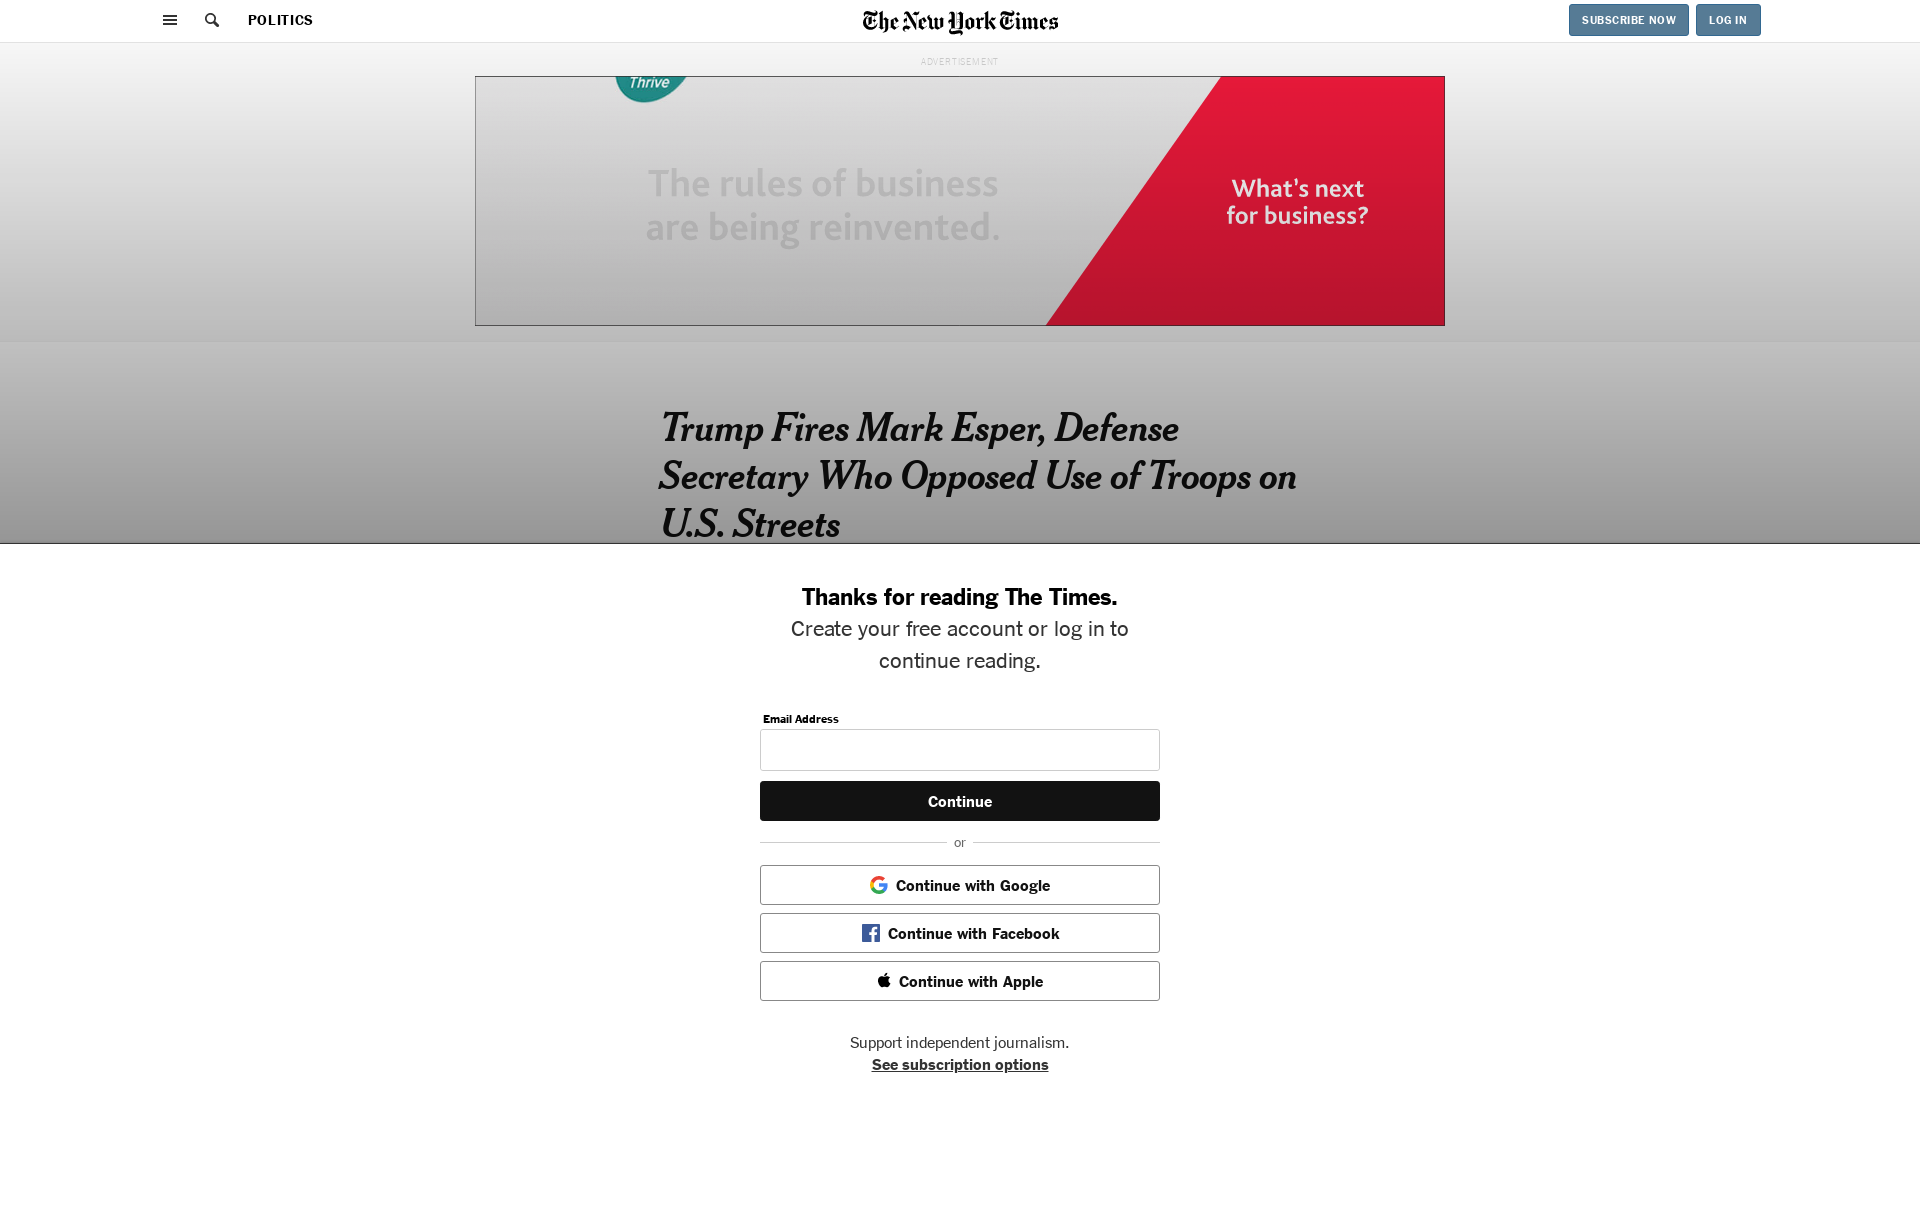 POLITICS
The New York Times
SUBSCRIBE NOW
LOG IN
ADVERTISEMENT
Thrive
The rules of business
are being reinvented.
What's next
for business?
Trump Fires Mark Esper, Defense
Secretary Who Opposed Use of Troops on
U.S. Streets
Thanks for reading The Times.
Create your free account or log in to
continue reading.
Email Address
Continue
or
Continue with Google
Continue with Facebook
Continue with Apple
Support independent journalism.
See subscription options